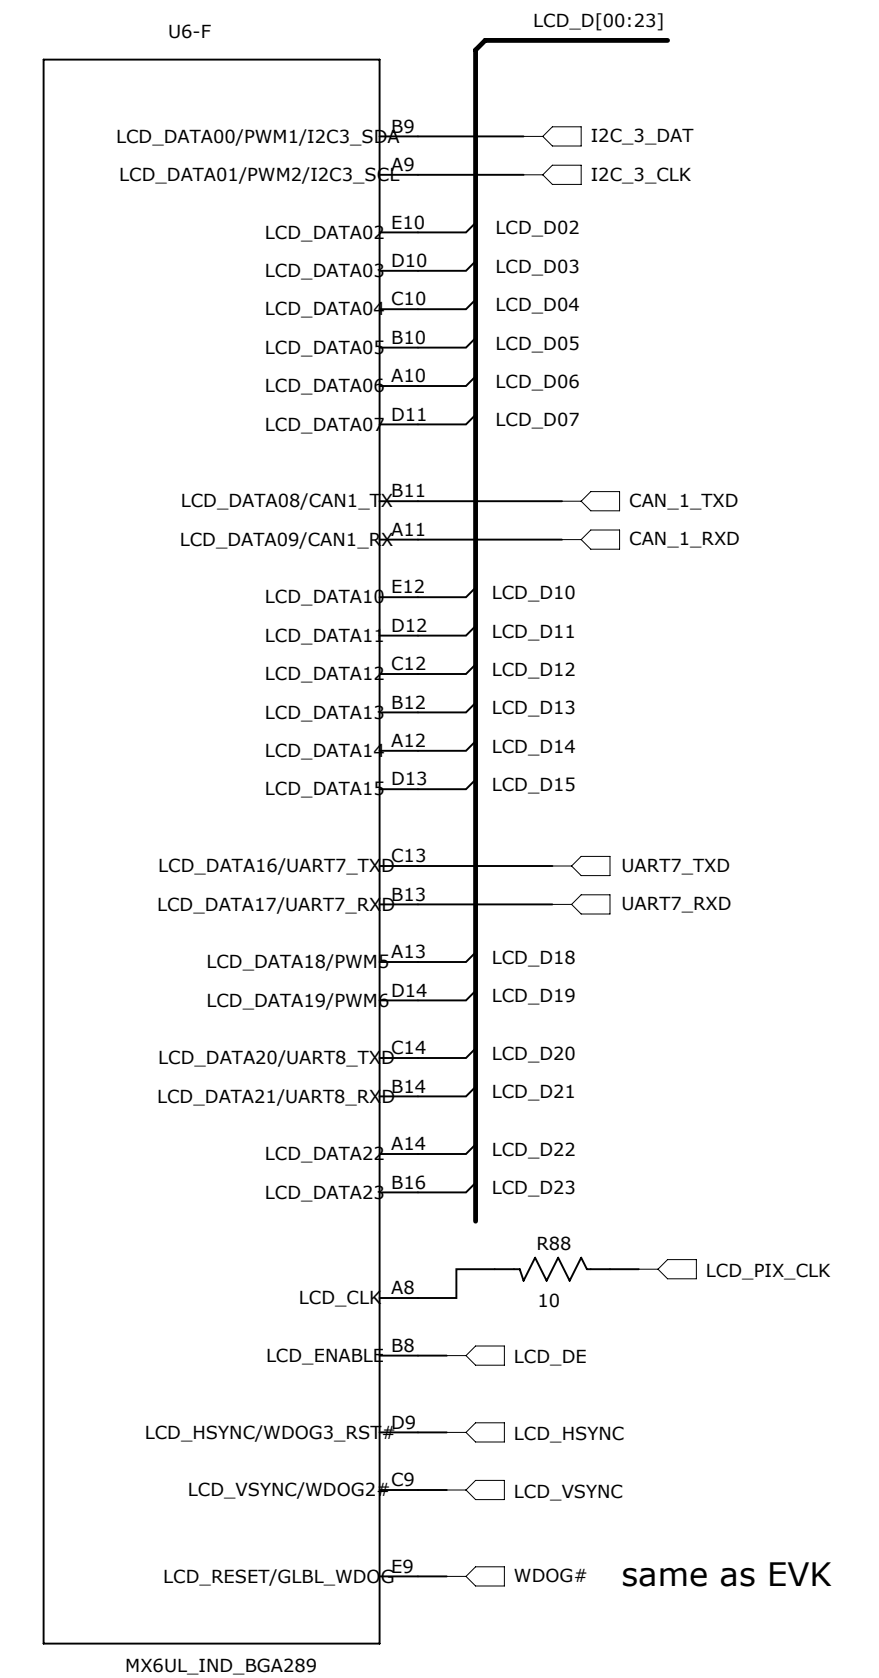 U6-F
LCD_D[00:23]
LCD_DATA00/PWM1/I2C3_SDA B9 I2C_3_DAT
LCD_DATA01/PWM2/I2C3_SCL A9 I2C_3_CLK
LCD_DATA02 E10 LCD_D02
LCD_DATA03 D10 LCD_D03
LCD_DATA04 C10 LCD_D04
LCD_DATA05 B10 LCD_D05
LCD_DATA06 A10 LCD_D06
LCD_DATA07 D11 LCD_D07
LCD_DATA08/CAN1_TX B11 CAN_1_TXD
LCD_DATA09/CAN1_RX A11 CAN_1_RXD
LCD_DATA10 E12 LCD_D10
LCD_DATA11 D12 LCD_D11
LCD_DATA12 C12 LCD_D12
LCD_DATA13 B12 LCD_D13
LCD_DATA14 A12 LCD_D14
LCD_DATA15 D13 LCD_D15
LCD_DATA16/UART7_TXD C13 UART7_TXD
LCD_DATA17/UART7_RXD B13 UART7_RXD
LCD_DATA18/PWM5 A13 LCD_D18
LCD_DATA19/PWM6 D14 LCD_D19
LCD_DATA20/UART8_TXD C14 LCD_D20
LCD_DATA21/UART8_RXD B14 LCD_D21
LCD_DATA22 A14 LCD_D22
LCD_DATA23 B16 LCD_D23
R88
LCD_CLK A8 10 LCD_PIX_CLK
LCD_ENABLE B8 LCD_DE
LCD_HSYNC/WDOG3_RST# D9 LCD_HSYNC
LCD_VSYNC/WDOG2# C9 LCD_VSYNC
LCD_RESET/GLBL_WDOG E9 WDOG# same as EVK
MX6UL_IND_BGA289